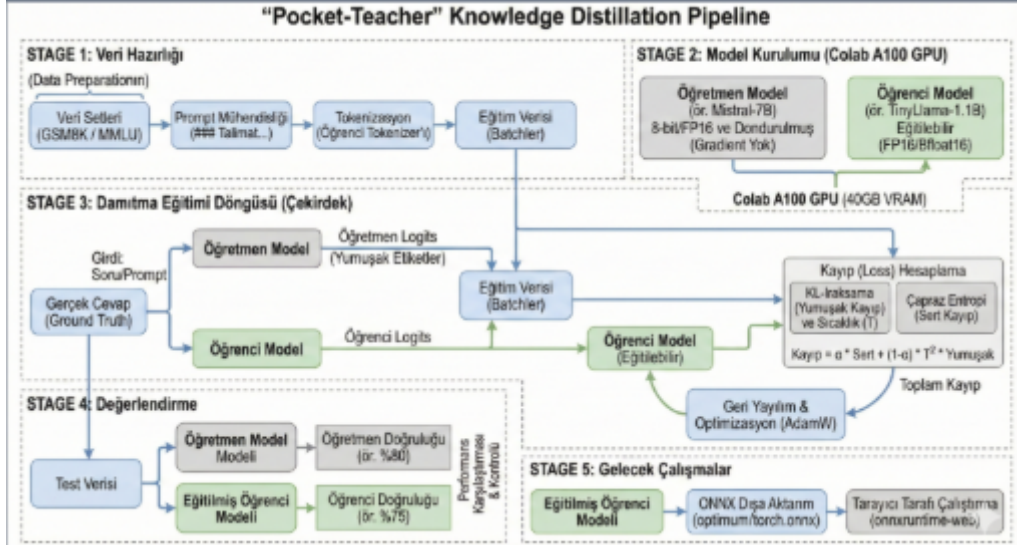 “Pocket-Teacher” Knowledge Distillation Pipeline
STAGE 1: Veri Hazırlığı
(Data Preparationın)
Veri Setleri
(GSM8K / MMLU)
Prompt Mühendisliği
(### Talimat...)
Tokenizasyon
(Öğrenci Tokenizer'ı)
Eğitim Verisi
(Batchler)
STAGE 2: Model Kurulumu (Colab A100 GPU)
Öğretmen Model
(ör. Mistral-7B)
8-bit/FP16 ve Dondurulmuş
(Gradient Yok)
Öğrenci Model
(ör. TinyLlama-1.1B)
Eğitilebilir
(FP16/Bfloat16)
Colab A100 GPU (40GB VRAM)
STAGE 3: Damıtma Eğitimi Döngüsü (Çekirdek)
Girdi:
Soru/Prompt
Gerçek Cevap
(Ground Truth)
Öğretmen Model
Öğretmen Logits
(Yumuşak Etiketler)
Öğrenci Model
Öğrenci Logits
Eğitim Verisi
(Batchler)
Öğrenci Model
(Eğitilebilir)
Kayıp (Loss) Hesaplama
KL-Iraksama
(Yumuşak Kayıp)
ve Sıcaklık (T)
Çapraz Entropi
(Sert Kayıp)
Kayıp = α * Sert + (1-α) * T² * Yumuşak
Toplam Kayıp
Geri Yayılım &
Optimizasyon (AdamW)
STAGE 4: Değerlendirme
Test Verisi
Öğretmen Model
Modeli
Öğretmen Doğruluğu
(ör. %80)
Eğitilmiş Öğrenci
Modeli
Öğrenci Doğruluğu
(ör. %75)
Performans
Karşılaştırması
& Kontrolü
STAGE 5: Gelecek Çalışmalar
Eğitilmiş Öğrenci
Modeli
ONNX Dışa Aktarım
(optimum/torch.onnx)
Tarayıcı Tarafı Çalıştırma
(onnxruntime-web)